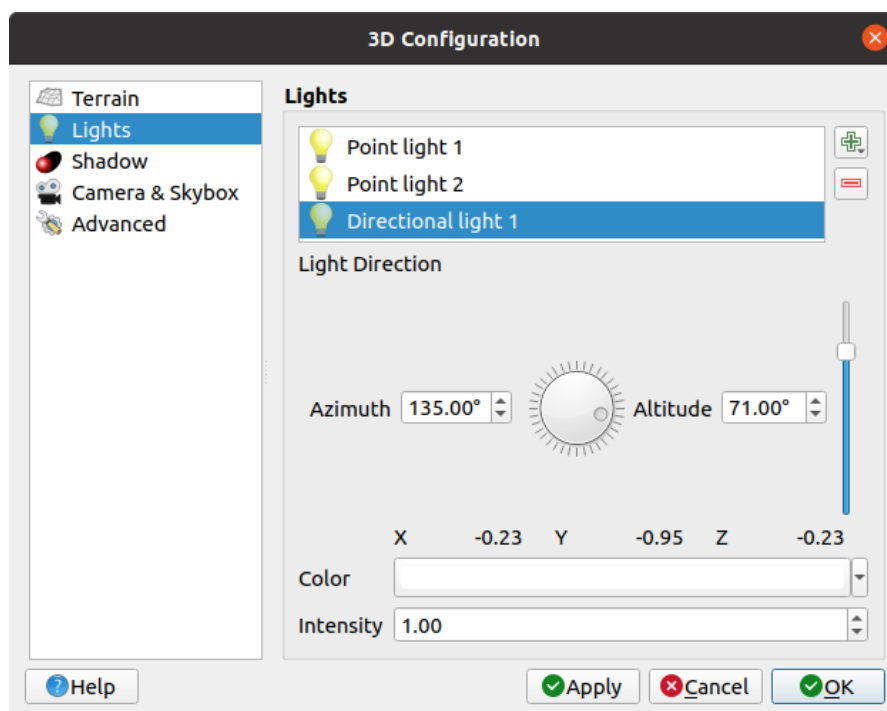 3D Configuration
Terrain
Lights
Shadow
Camera & Skybox
Advanced
Lights
Point light 1
Point light 2
Directional light 1
Light Direction
Azimuth 135.00° Altitude 71.00°
X -0.23 Y -0.95 Z -0.23
Color
Intensity 1.00
Help Apply Cancel OK